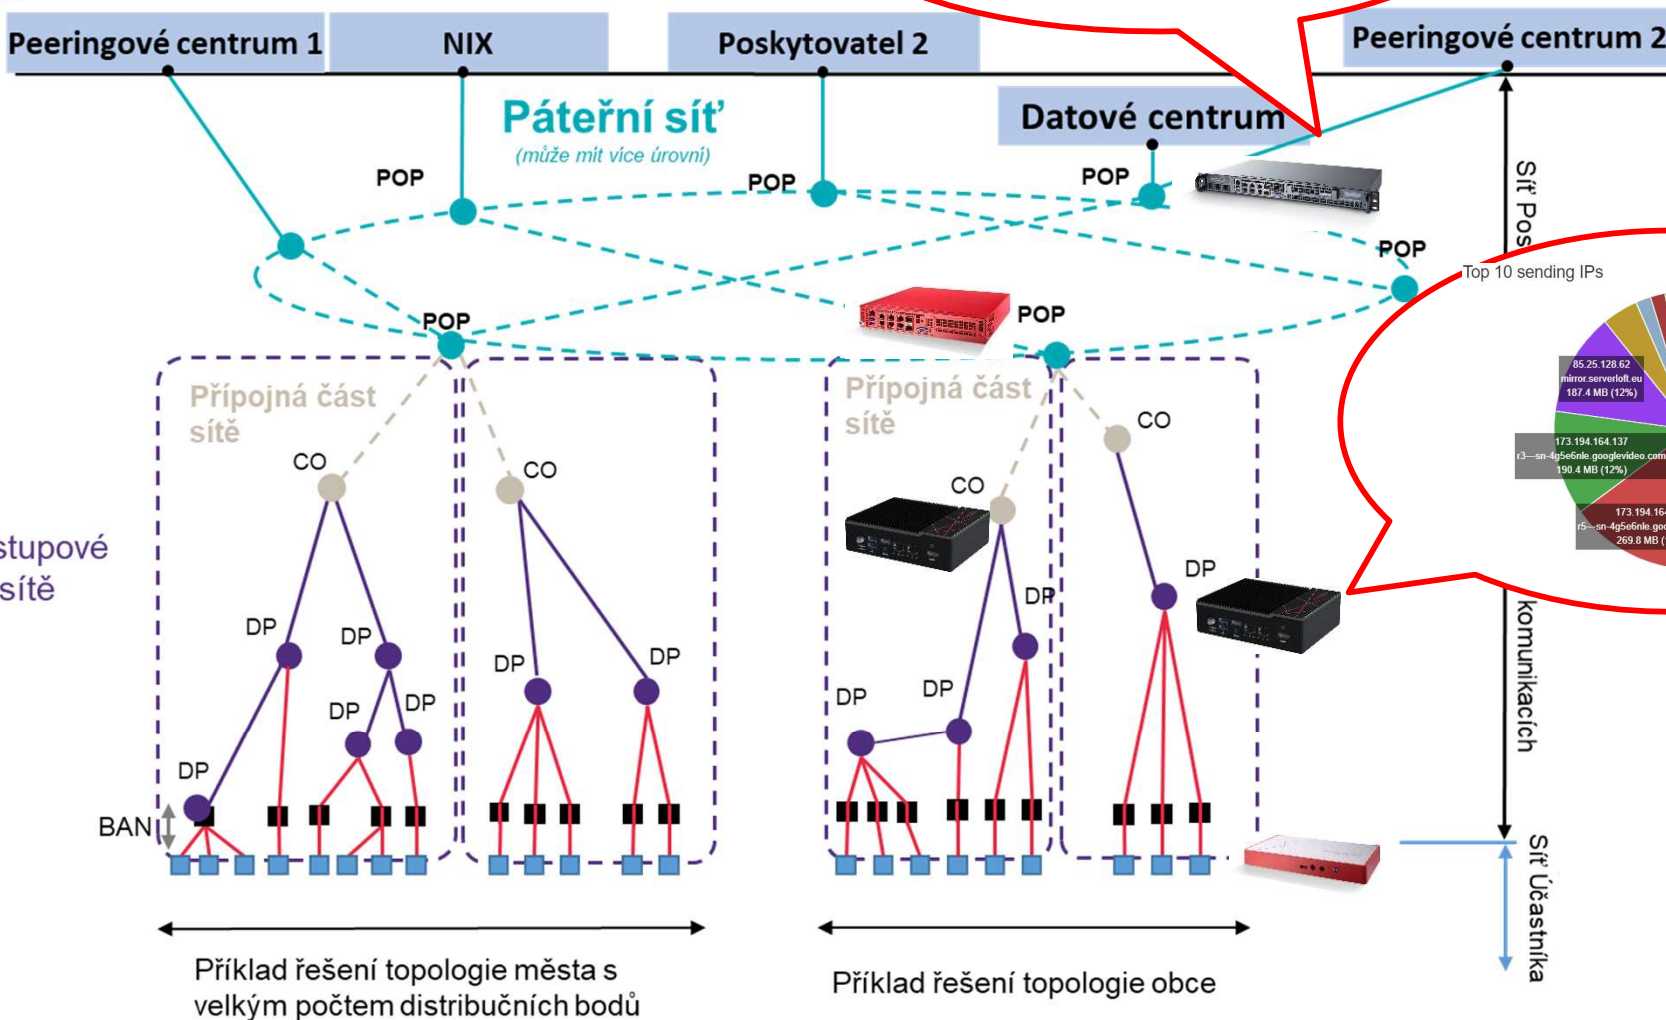 Peeringové centrum 1
NIX
Poskytovatel 2
Peeringové centrum 2
Páteřní síť
(může mít více úrovní)
Datové centrum
POP
POP
POP
POP
POP
POP
Síť Pos
Top 10 sending IPs
85.25.128.62
mirror.serverloft.eu
187.4 MB (12%)
173.194.164.137
r3---sn-4g5e6nle.googlevideo.com
190.4 MB (12%)
173.194.164
r5---sn-4g5e6nle.goo
269.8 MB (
Přípojná část
sítě
Přípojná část
sítě
CO
CO
CO
CO
stupové
sítě
DP
DP
DP
DP
DP
DP
DP
DP
DP
DP
DP
BAN
komunikacích
Síť Účastníka
Příklad řešení topologie města s
velkým počtem distribučních bodů
Příklad řešení topologie obce